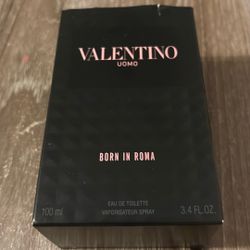 VALENTINO
UOMO
BORN IN ROMA
EAU DE TOILETTE
100 ml VAPORISATEUR SPRAY 3.4 FL.OZ.